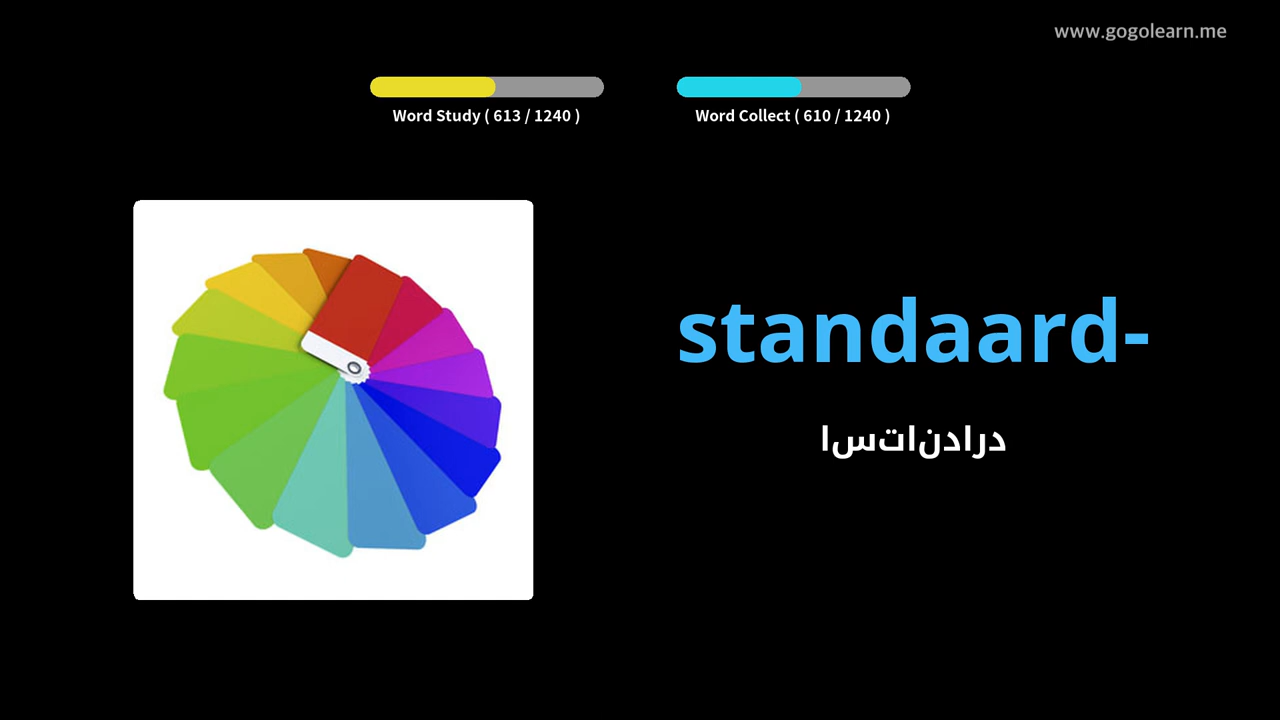 www.gogolearn.me
Word Study ( 613 / 1240 )
Word Collect ( 610 / 1240 )
standaard-
درادناتسا